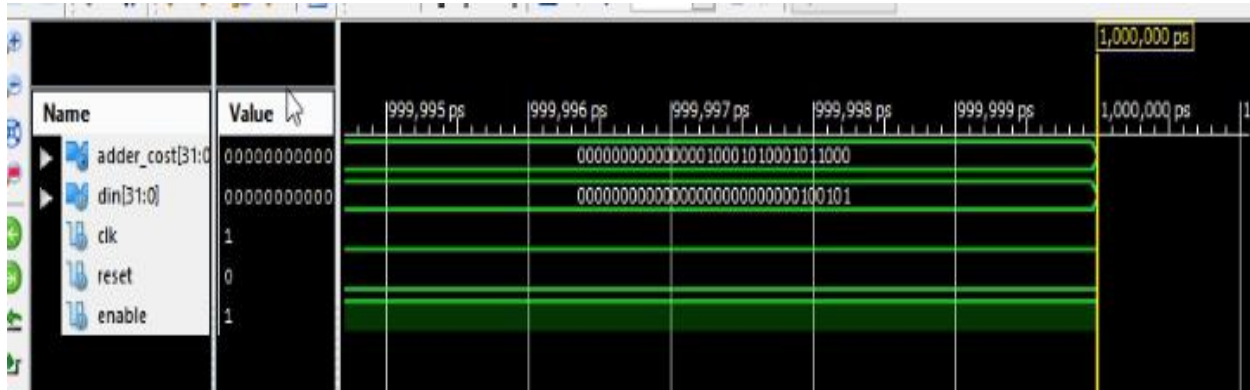 1,000,000 ps
Name Value 999,995 ps 999,996 ps 999,997 ps 999,998 ps 999,999 ps 1,000,000 ps
adder_cost[31:0 00000000000 00000000000000010001010001011000
din[31:0] 00000000000 00000000000000000000000000100101
clk 1
reset 0
enable 1